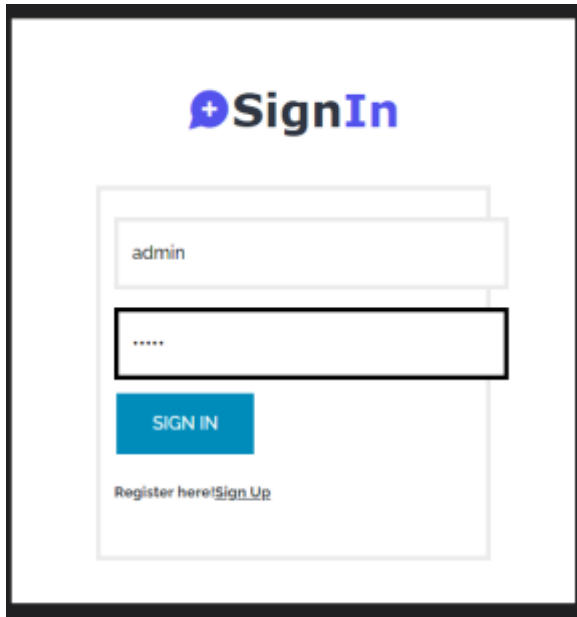 SignIn
admin
•••••
SIGN IN
Register here!Sign Up